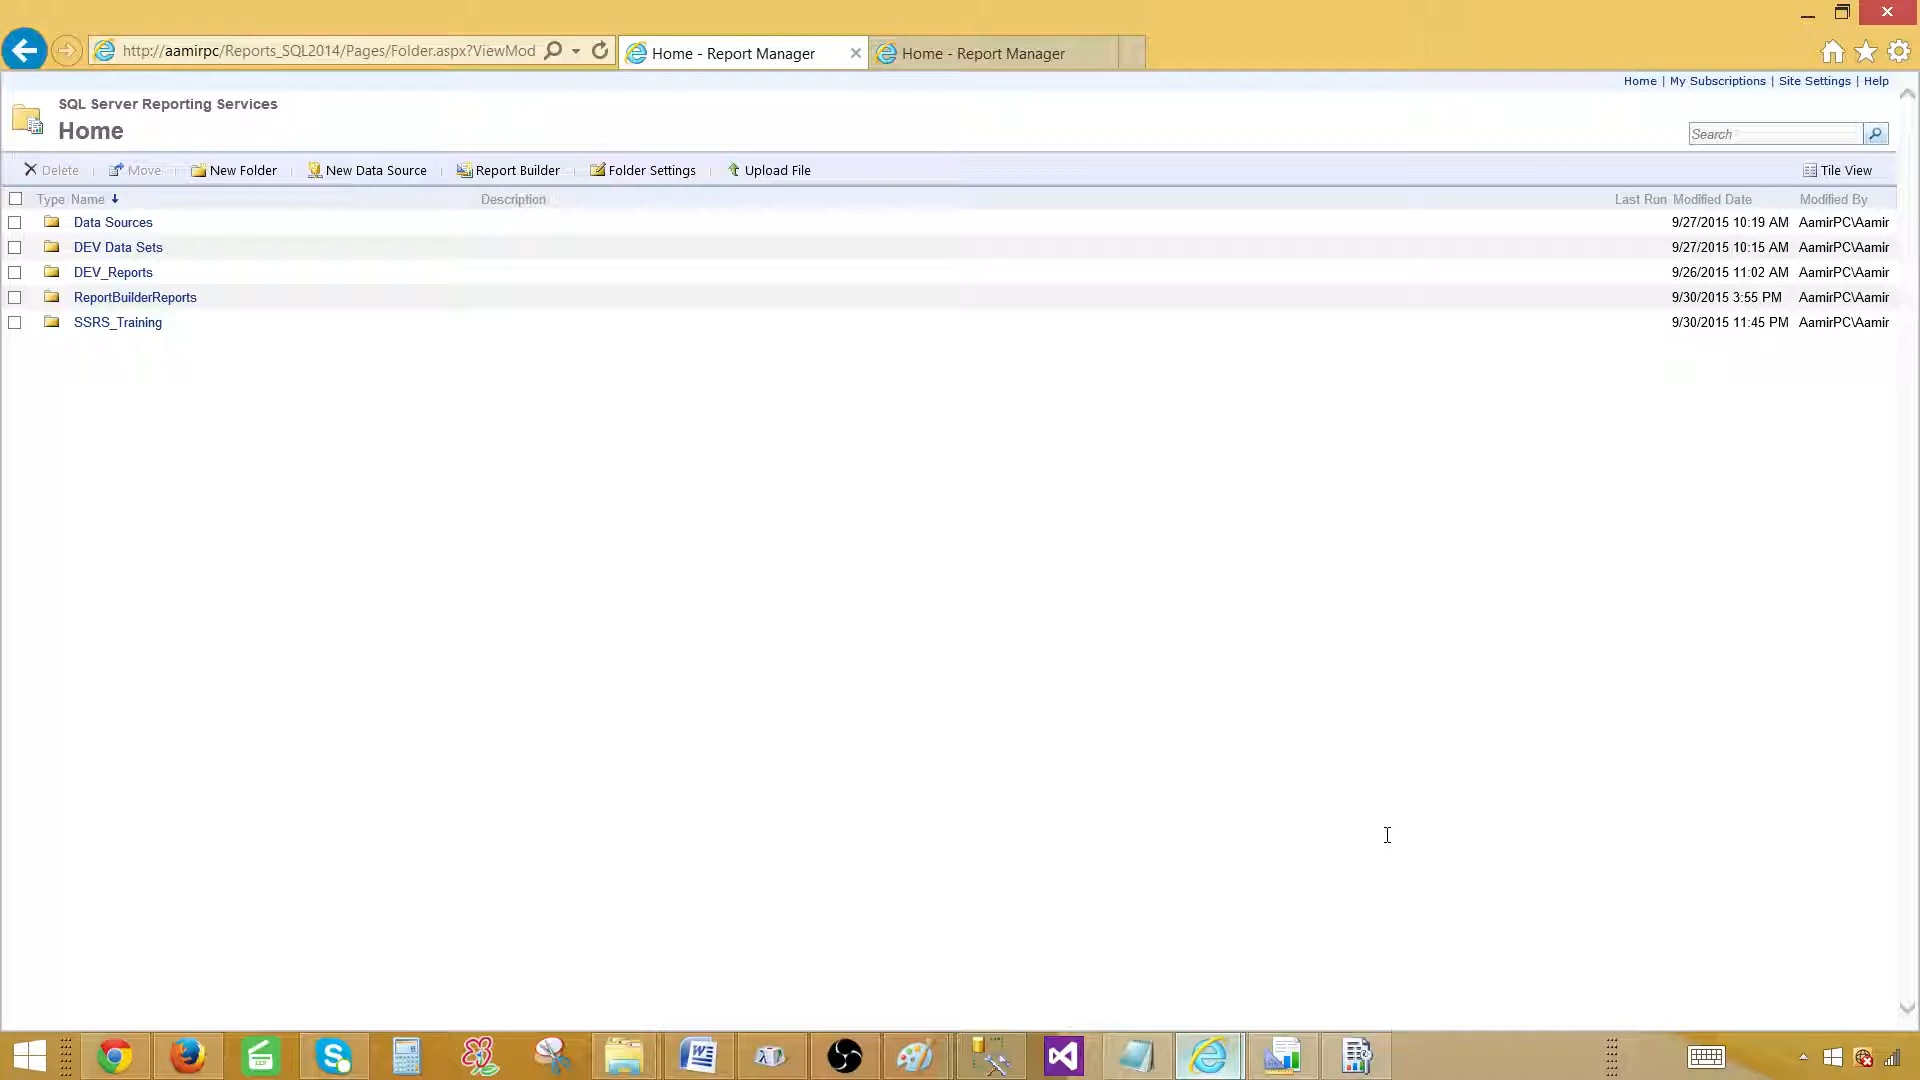 http://aamirpc/Reports_SQL2014/Pages/Folder.aspx?ViewMod
Home - Report Manager
Home - Report Manager
Home | My Subscriptions | Site Settings | Help
SQL Server Reporting Services
Home
Search
Delete | Move | New Folder | New Data Source | Report Builder | Folder Settings | Upload File
Tile View
Type Name Description Last Run Modified Date Modified By
Data Sources 9/27/2015 10:19 AM AamirPC\Aamir
DEV Data Sets 9/27/2015 10:15 AM AamirPC\Aamir
DEV_Reports 9/26/2015 11:02 AM AamirPC\Aamir
ReportBuilderReports 9/30/2015 3:55 PM AamirPC\Aamir
SSRS_Training 9/30/2015 11:45 PM AamirPC\Aamir